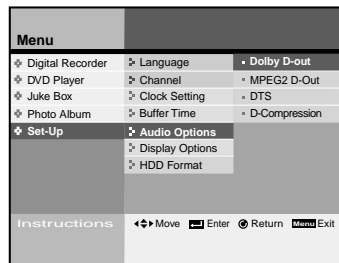 Menu
Digital Recorder Language Dolby D-out
DVD Player Channel MPEG2 D-Out
Juke Box Clock Setting DTS
Photo Album Buffer Time D-Compression
Set-Up Audio Options
Display Options
HDD Format
Instructions Move Enter Return Menu Exit